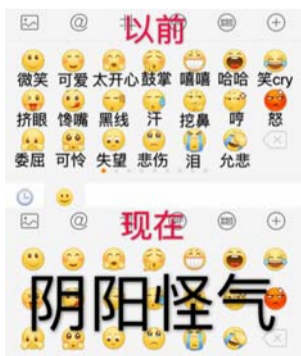 @
以前
微笑 可爱 太开心 鼓掌 嘻嘻 哈哈 笑cry
挤眼 馋嘴 黑线 汗 挖鼻 哼 怒
委屈 可怜 失望 悲伤 泪 允悲
@
现在
阴阳怪气